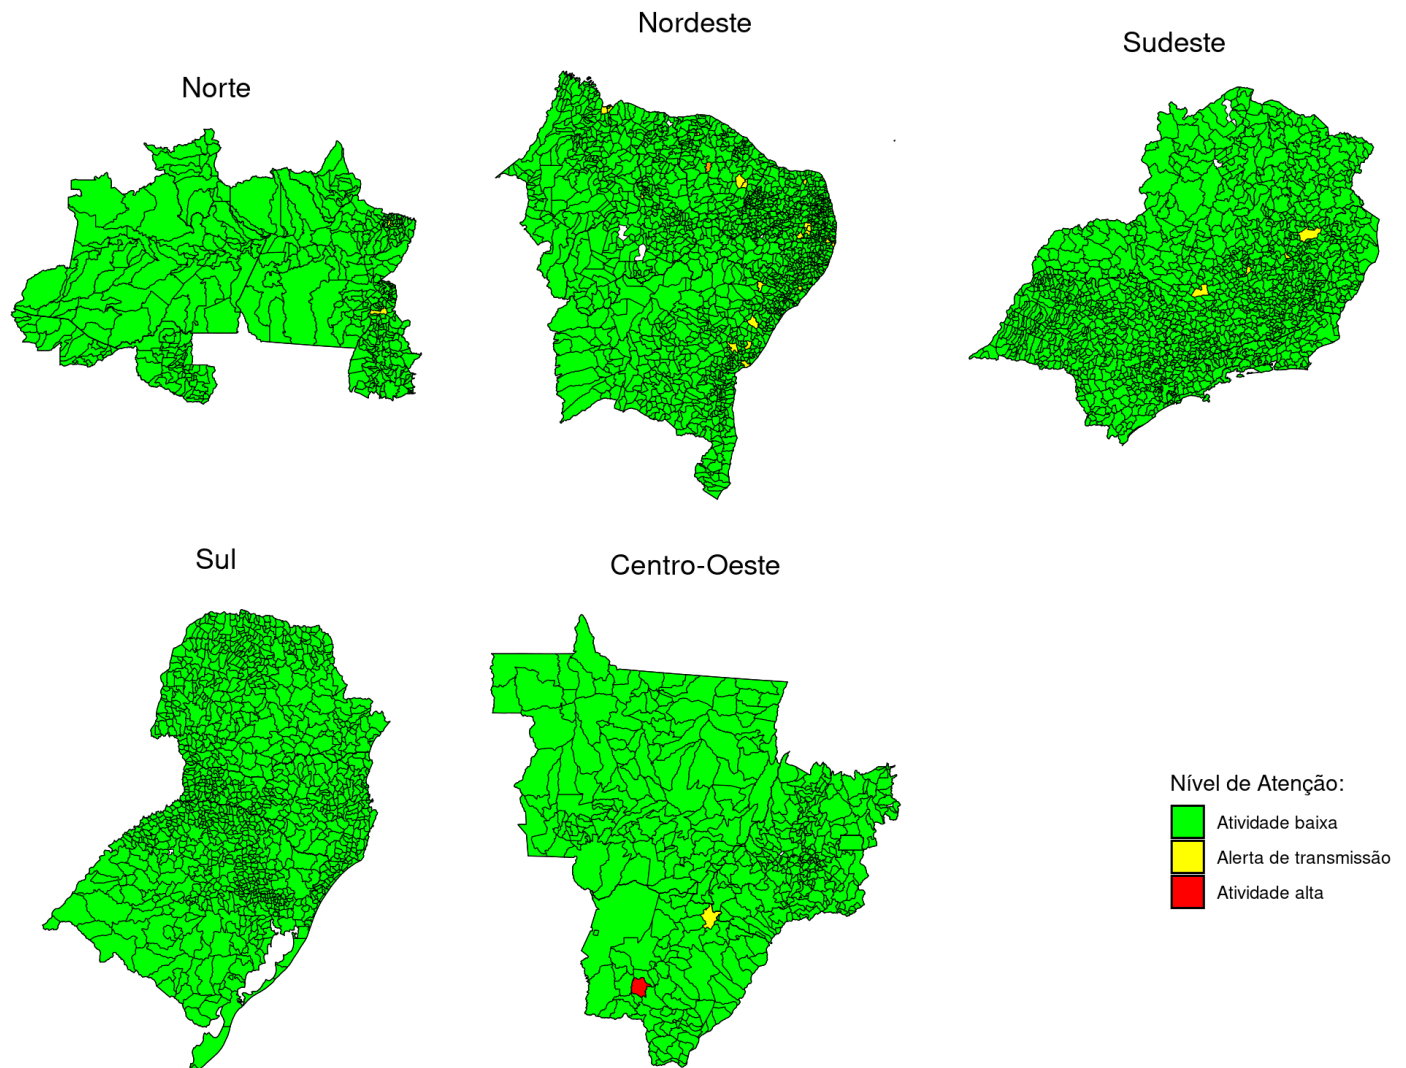 Nordeste
Sudeste
Norte
Sul
Centro-Oeste
Nível de Atenção:
Atividade baixa
Alerta de transmissão
Atividade alta